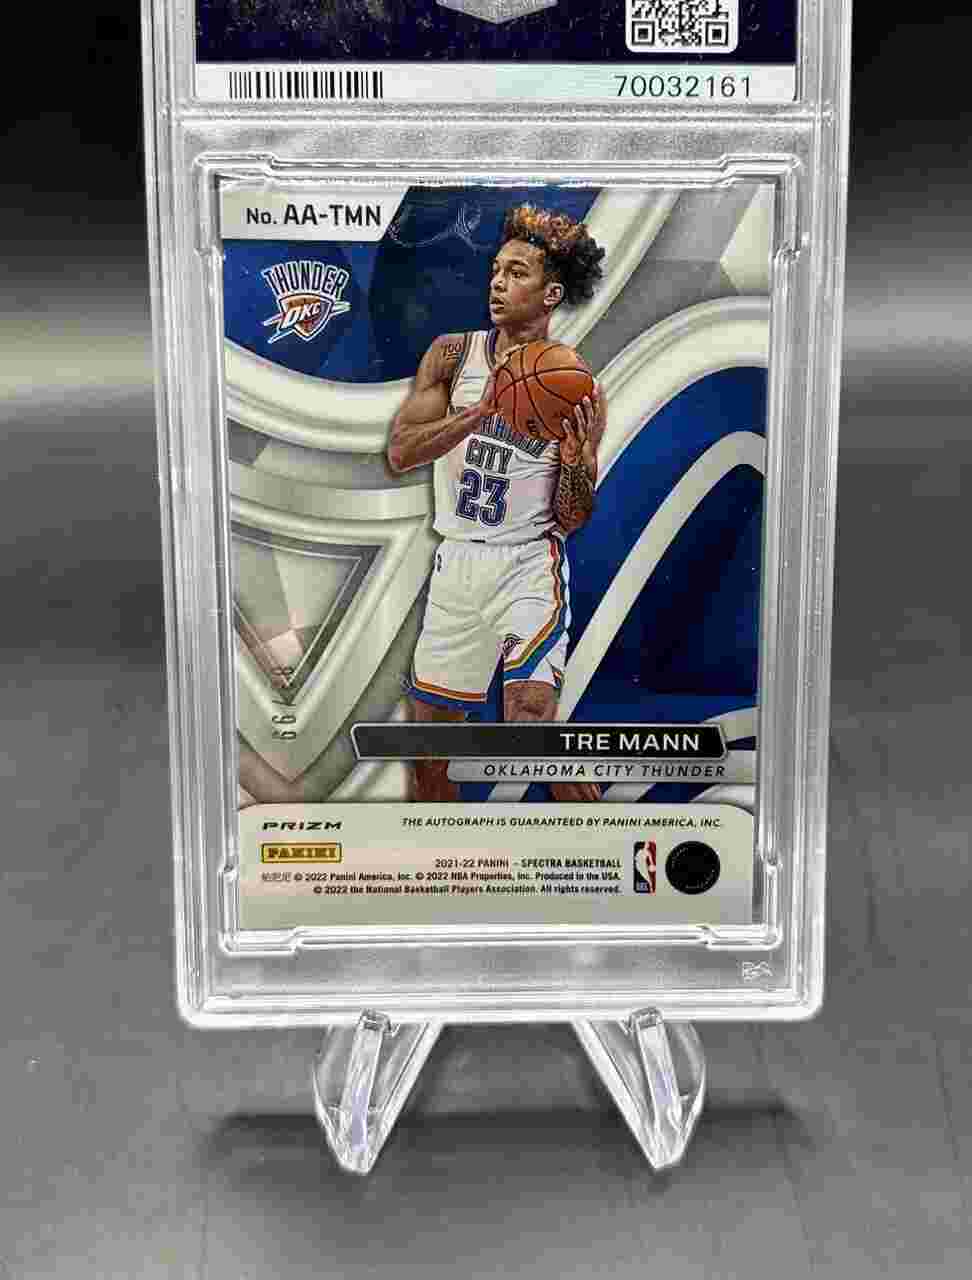 70032161
No. AA-TMN
THUNDER
OKC
CITY
23
/99
TRE MANN
OKLAHOMA CITY THUNDER
PRIZM
THE AUTOGRAPH IS GUARANTEED BY PANINI AMERICA, INC.
PANINI
2021-22 PANINI – SPECTRA BASKETBALL
© 2022 Panini America, Inc. © 2022 NBA Properties, Inc. Produced in the USA.
© 2022 the National Basketball Players Association. All rights reserved.